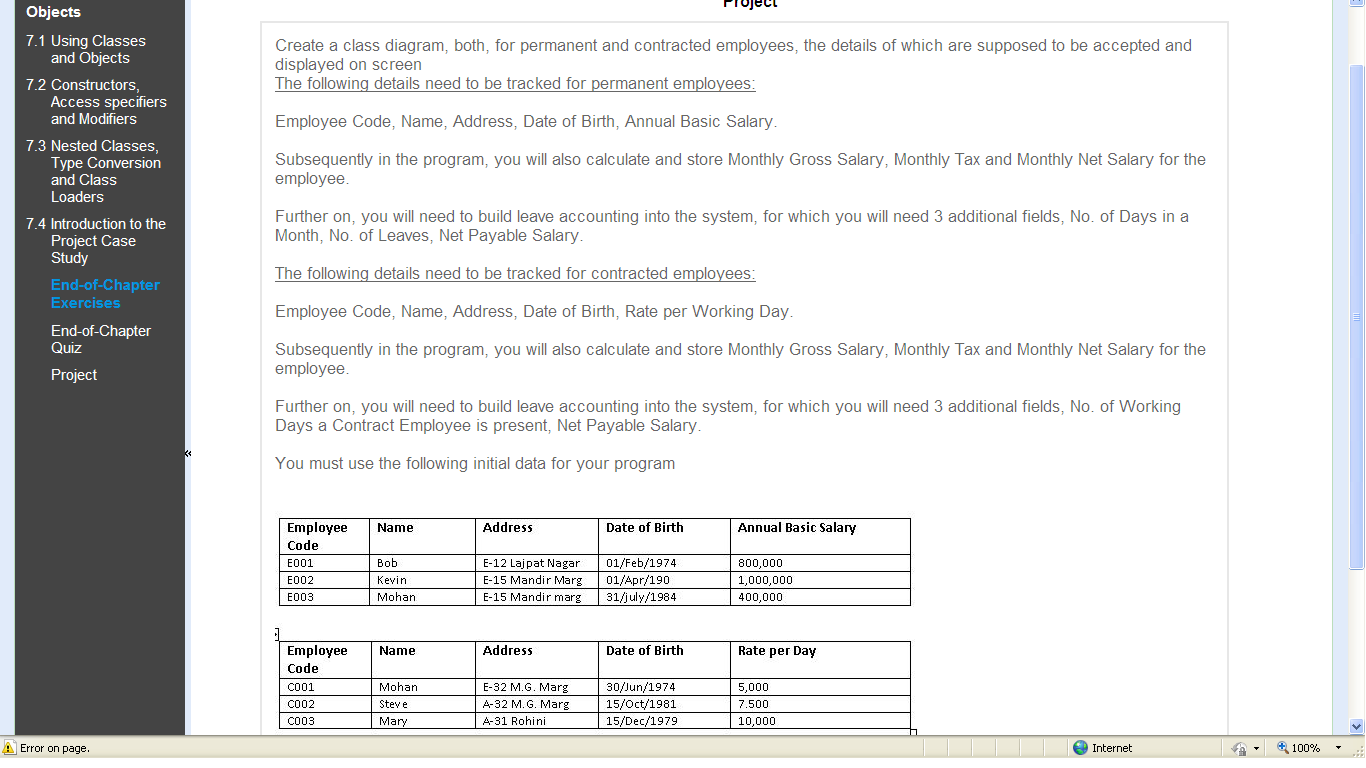 Objects
7.1 Using Classes
and Objects
7.2 Constructors,
Access specifiers
and Modifiers
7.3 Nested Classes,
Type Conversion
and Class
Loaders
7.4 Introduction to the
Project Case
Study
End-of-Chapter
Exercises
End-of-Chapter
Quiz
Project
«
Project
Create a class diagram, both, for permanent and contracted employees, the details of which are supposed to be accepted and
displayed on screen
The following details need to be tracked for permanent employees:
Employee Code, Name, Address, Date of Birth, Annual Basic Salary.
Subsequently in the program, you will also calculate and store Monthly Gross Salary, Monthly Tax and Monthly Net Salary for the
employee.
Further on, you will need to build leave accounting into the system, for which you will need 3 additional fields, No. of Days in a
Month, No. of Leaves, Net Payable Salary.
The following details need to be tracked for contracted employees:
Employee Code, Name, Address, Date of Birth, Rate per Working Day.
Subsequently in the program, you will also calculate and store Monthly Gross Salary, Monthly Tax and Monthly Net Salary for the
employee.
Further on, you will need to build leave accounting into the system, for which you will need 3 additional fields, No. of Working
Days a Contract Employee is present, Net Payable Salary.
You must use the following initial data for your program
Employee Code Name Address Date of Birth Annual Basic Salary
E001 Bob E-12 Lajpat Nagar 01/Feb/1974 800,000
E002 Kevin E-15 Mandir Marg 01/Apr/190 1,000,000
E003 Mohan E-15 Mandir marg 31/july/1984 400,000
Employee Code Name Address Date of Birth Rate per Day
C001 Mohan E-32 M.G. Marg 30/Jun/1974 5,000
C002 Steve A-32 M.G. Marg 15/Oct/1981 7.500
C003 Mary A-31 Rohini 15/Dec/1979 10,000
Error on page. Internet 100%